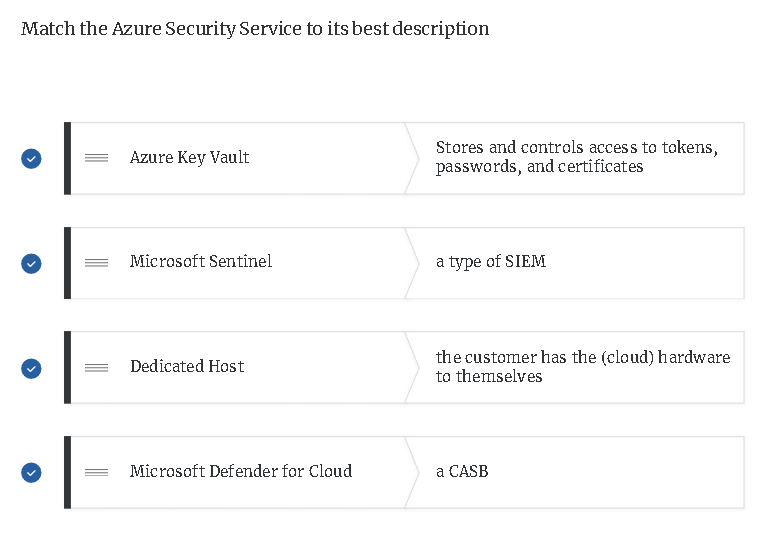 Match the Azure Security Service to its best description
Azure Key Vault
Stores and controls access to tokens,
passwords, and certificates
Microsoft Sentinel
a type of SIEM
Dedicated Host
the customer has the (cloud) hardware
to themselves
Microsoft Defender for Cloud
a CASB